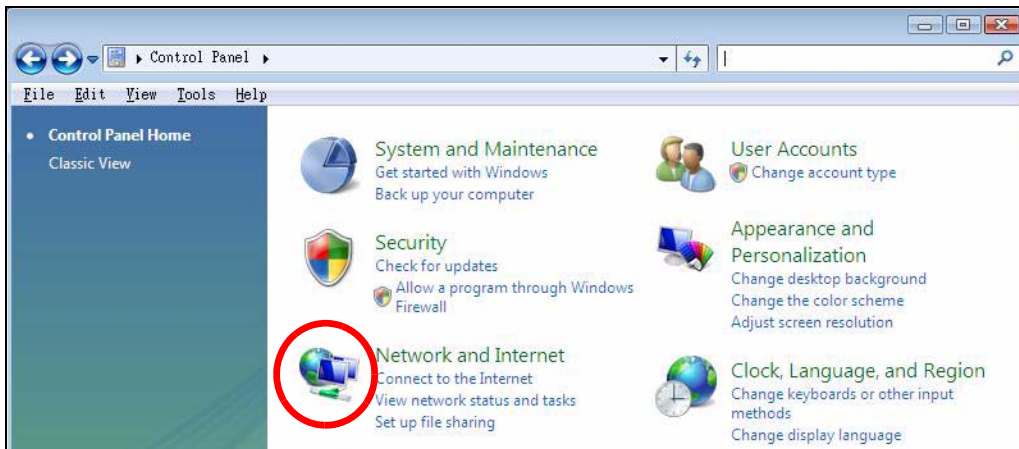 Control Panel
File Edit View Tools Help
Control Panel Home
Classic View
System and Maintenance
Get started with Windows
Back up your computer
Security
Check for updates
Allow a program through Windows
Firewall
Network and Internet
Connect to the Internet
View network status and tasks
Set up file sharing
User Accounts
Change account type
Appearance and
Personalization
Change desktop background
Change the color scheme
Adjust screen resolution
Clock, Language, and Region
Change keyboards or other input
methods
Change display language